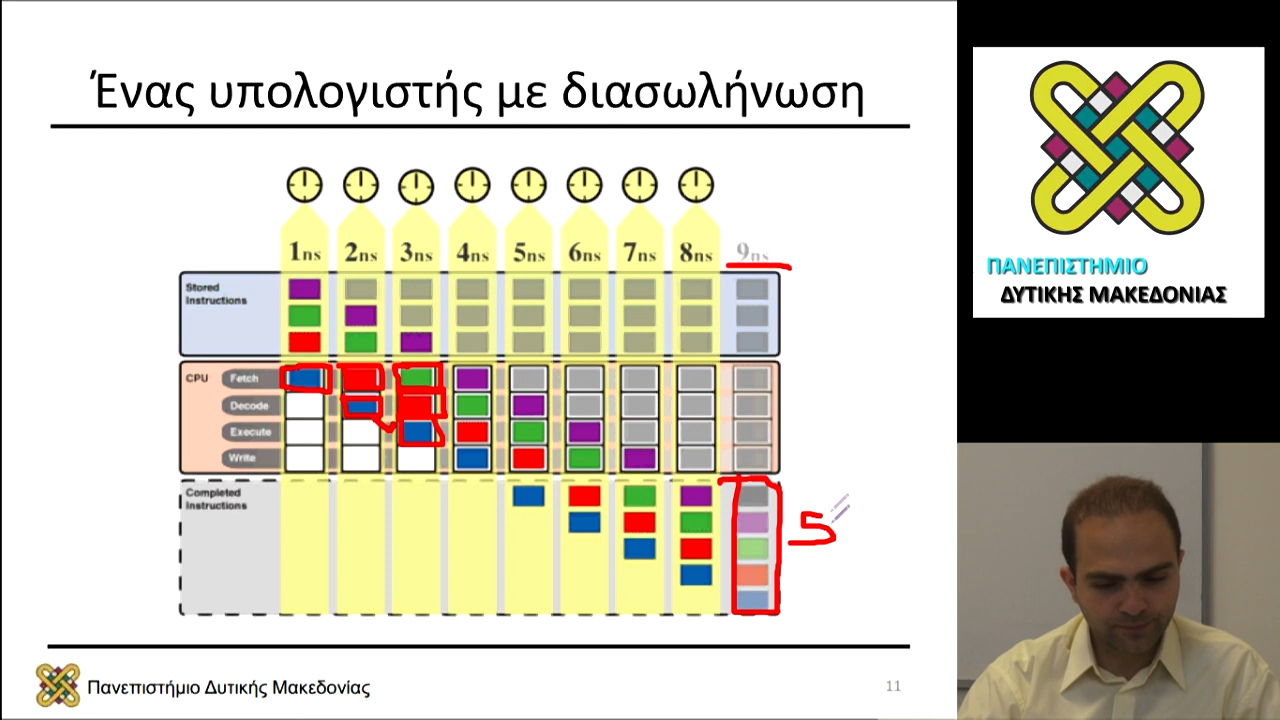 Ένας υπολογιστής με διασωλήνωση
1ns 2ns 3ns 4ns 5ns 6ns 7ns 8ns 9ns
Stored
Instructions
CPU
Fetch
Decode
Execute
Write
Completed
Instructions
5
Πανεπιστήμιο Δυτικής Μακεδονίας
11
ΠΑΝΕΠΙΣΤΗΜΙΟ
ΔΥΤΙΚΗΣ ΜΑΚΕΔΟΝΙΑΣ